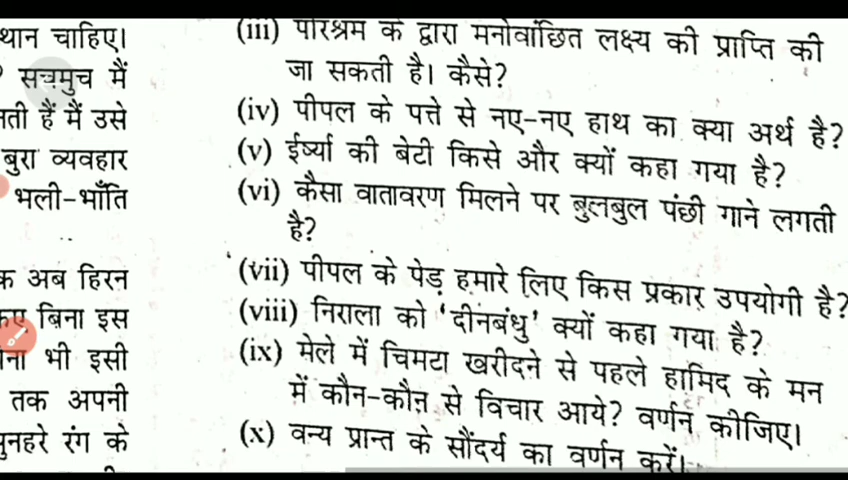 थान चाहिए।
सचमुच मैं
ती हैं मैं उसे
बुरा व्यवहार
भली-भाँति
क अब हिरन
बिना इस
ना भी इसी
तक अपनी
सुनहरे रंग के
(iii) परिश्रम के द्वारा मनोवांछित लक्ष्य की प्राप्ति की
जा सकती है। कैसे?
(iv) पीपल के पत्ते से नए-नए हाथ का क्या अर्थ है?
(v) ईर्ष्या की बेटी किसे और क्यों कहा गया है?
(vi) कैसा वातावरण मिलने पर बुलबुल पंछी गाने लगती
है?
(vii) पीपल के पेड़ हमारे लिए किस प्रकार उपयोगी है?
(viii) निराला को 'दीनबंधु' क्यों कहा गया है?
(ix) मेले में चिमटा खरीदने से पहले हामिद के मन
में कौन-कौन से विचार आये? वर्णन कीजिए।
(x) वन्य प्रान्त के सौंदर्य का वर्णन करें।